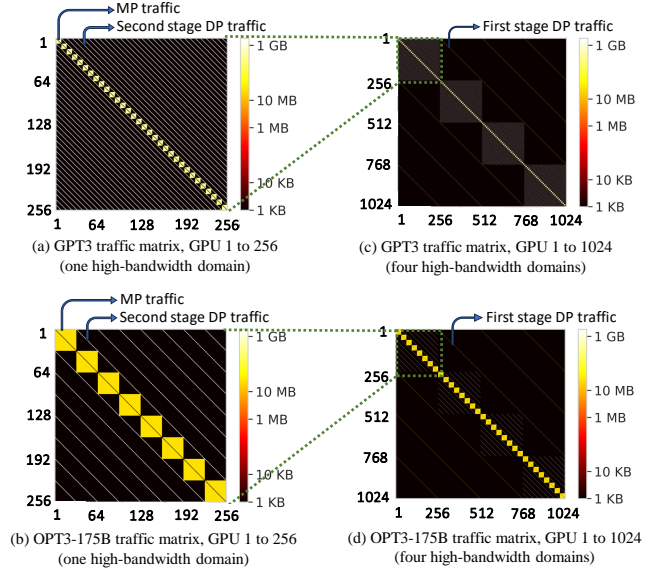 MP traffic
Second stage DP traffic
1
64
128
192
256
1 64 128 192 256
1 GB
10 MB
1 MB
10 KB
1 KB
(a) GPT3 traffic matrix, GPU 1 to 256
(one high-bandwidth domain)
First stage DP traffic
1
256
512
768
1024
1 256 512 768 1024
1 GB
10 MB
1 MB
10 KB
1 KB
(c) GPT3 traffic matrix, GPU 1 to 1024
(four high-bandwidth domains)
MP traffic
Second stage DP traffic
1
64
128
192
256
1 64 128 192 256
1 GB
10 MB
1 MB
10 KB
1 KB
(b) OPT3-175B traffic matrix, GPU 1 to 256
(one high-bandwidth domain)
First stage DP traffic
1
256
512
768
1024
1 256 512 768 1024
1 GB
10 MB
1 MB
10 KB
1 KB
(d) OPT3-175B traffic matrix, GPU 1 to 1024
(four high-bandwidth domains)